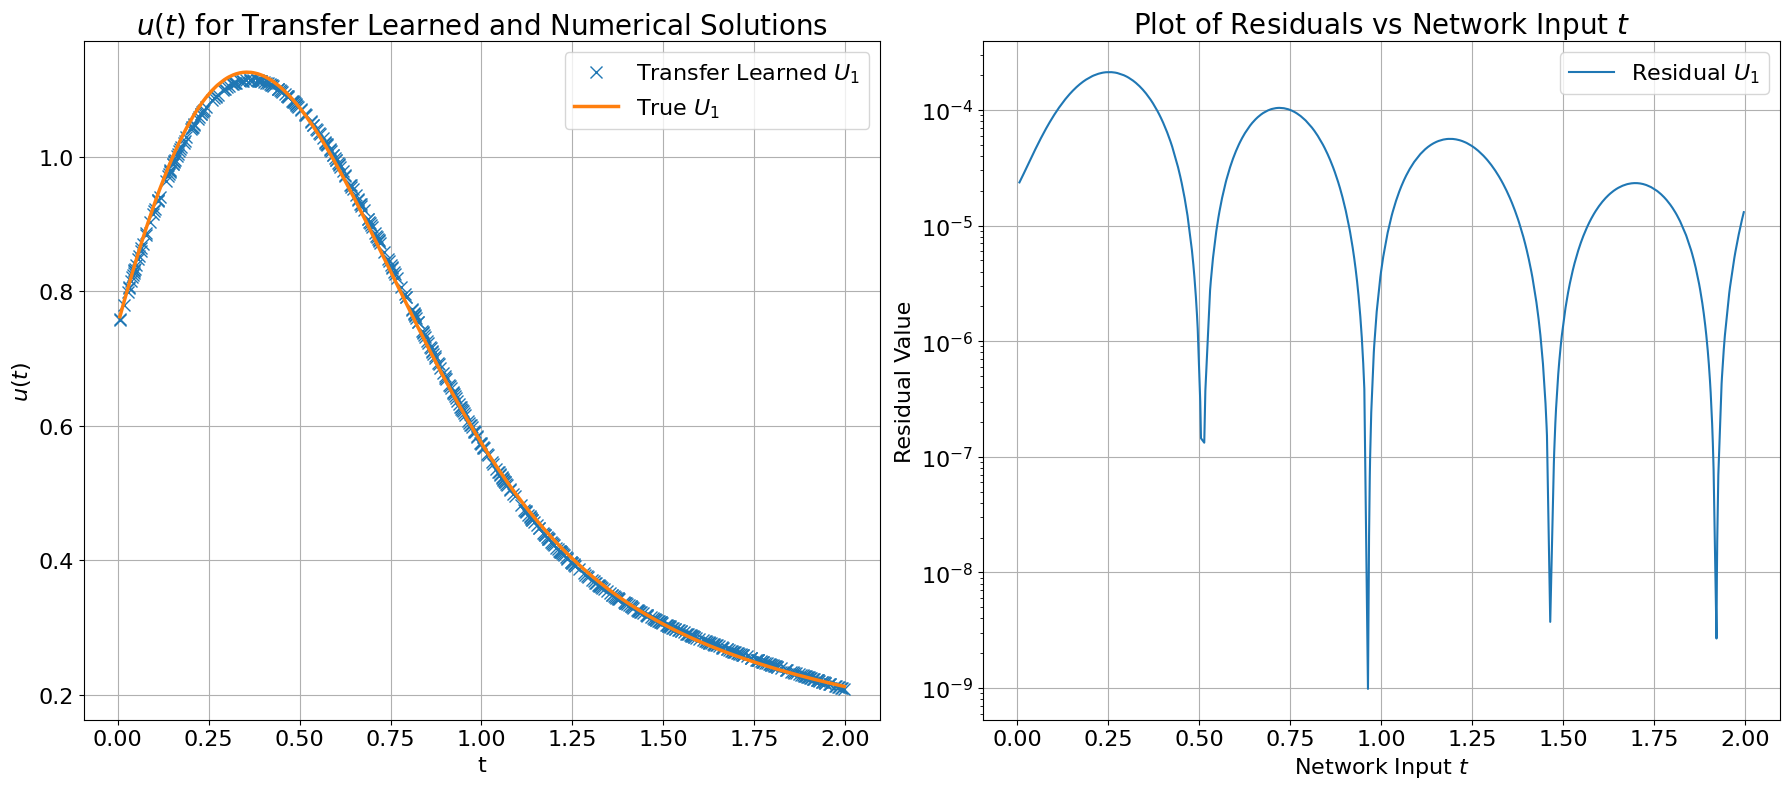 u(t) for Transfer Learned and Numerical Solutions
Transfer Learned U₁
True U₁
1.0
0.8
0.6
0.4
0.2
u(t)
0.00 0.25 0.50 0.75 1.00 1.25 1.50 1.75 2.00
t
Plot of Residuals vs Network Input t
Residual U₁
10⁻⁴
10⁻⁵
10⁻⁶
10⁻⁷
10⁻⁸
10⁻⁹
Residual Value
0.00 0.25 0.50 0.75 1.00 1.25 1.50 1.75 2.00
Network Input t